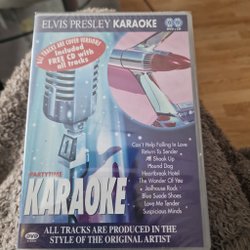 ELVIS PRESLEY KARAOKE
DVD + CD
ALL TRACKS ARE COVER VERSIONS
Included
FREE CD with
all tracks
Can't Help Falling In Love
Return To Sender
All Shook Up
Hound Dog
Heartbreak Hotel
The Wonder Of You
Jailhouse Rock
Blue Suede Shoes
Love Me Tender
Suspicious Minds
PARTYTIME
KARAOKE
ALL TRACKS ARE PRODUCED IN THE
STYLE OF THE ORIGINAL ARTIST